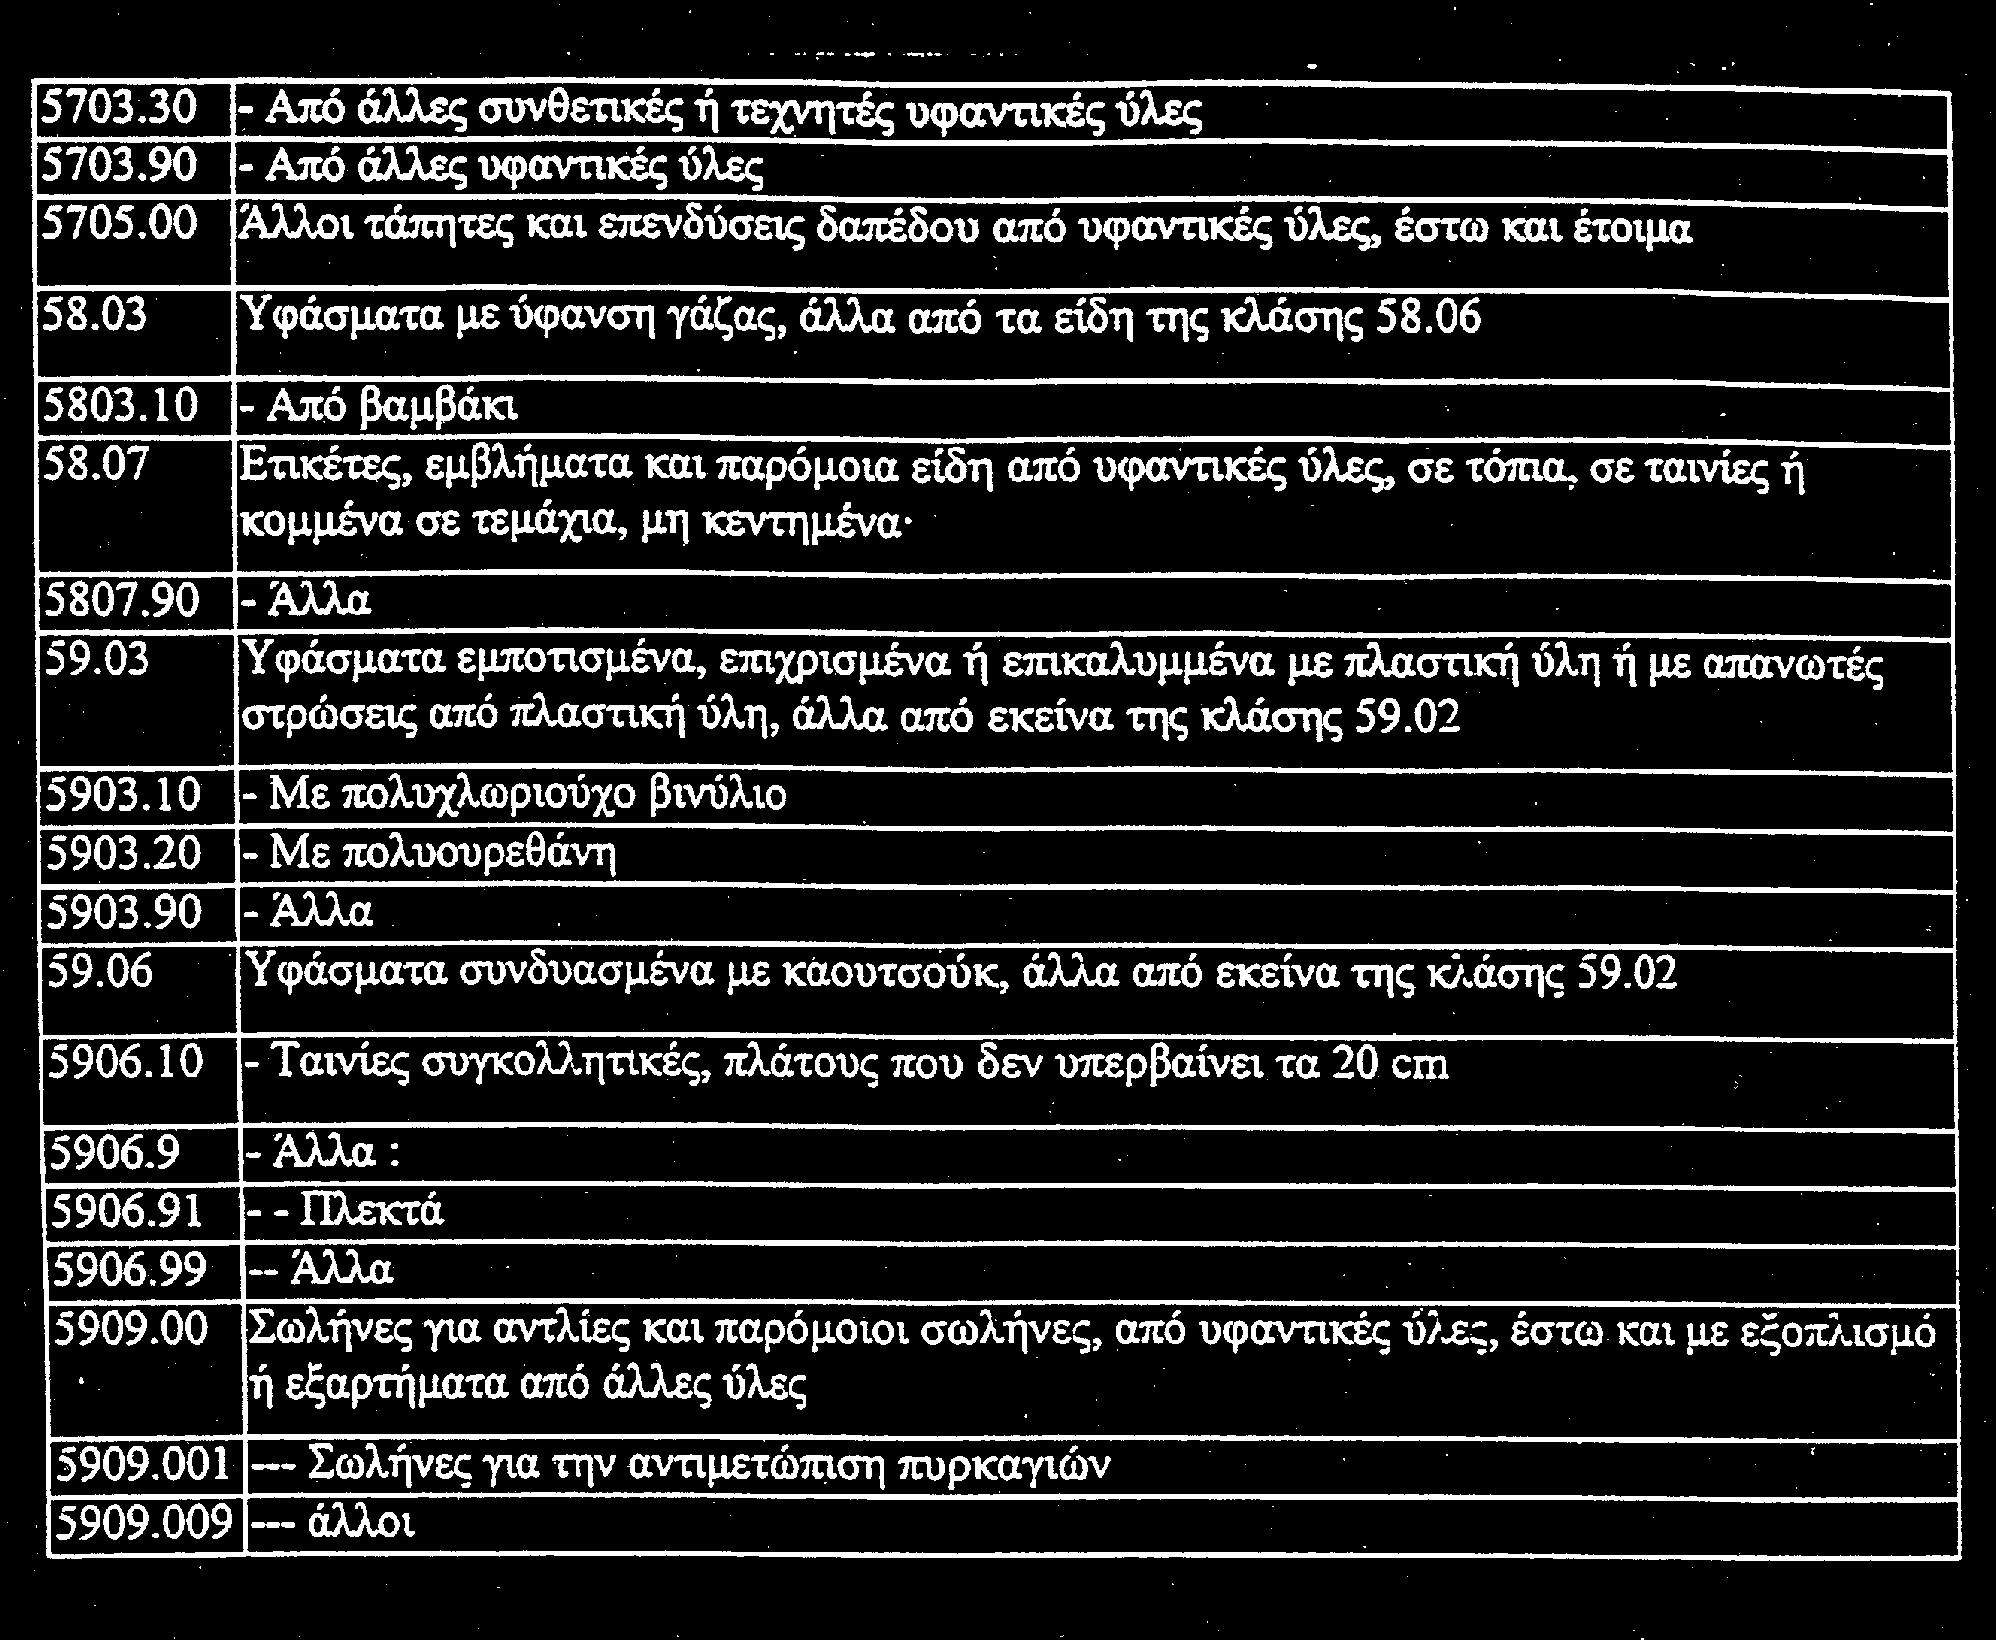 5703.30 - Από άλλες συνθετικές ή τεχνητές υφαντικές ύλες
5703.90 - Από άλλες υφαντικές ύλες
5705.00 Άλλοι τάπητες και επενδύσεις δαπέδου από υφαντικές ύλες, έστω και έτοιμα
58.03 Υφάσματα με ύφανση γάζας, άλλα από τα είδη της κλάσης 58.06
5803.10 - Από βαμβάκι
58.07 Ετικέτες, εμβλήματα και παρόμοια είδη από υφαντικές ύλες, σε τόπια, σε ταινίες ή
κομμένα σε τεμάχια, μη κεντημένα·
5807.90 - Άλλα
59.03 Υφάσματα εμποτισμένα, επιχρισμένα ή επικαλυμμένα με πλαστική ύλη ή με απανωτές
στρώσεις από πλαστική ύλη, άλλα από εκείνα της κλάσης 59.02
5903.10 - Με πολυχλωριούχο βινύλιο
5903.20 - Με πολυουρεθάνη
5903.90 - Άλλα
59.06 Υφάσματα συνδυασμένα με καουτσούκ, άλλα από εκείνα της κλάσης 59.02
5906.10 - Ταινίες συγκολλητικές, πλάτους που δεν υπερβαίνει τα 20 cm
5906.9 - Άλλα :
5906.91 - - Πλεκτά
5906.99 -- Άλλα
5909.00 Σωλήνες για αντλίες και παρόμοιοι σωλήνες, από υφαντικές ύλες, έστω και με εξοπλισμό
ή εξαρτήματα από άλλες ύλες
5909.001 --- Σωλήνες για την αντιμετώπιση πυρκαγιών
5909.009 --- άλλοι